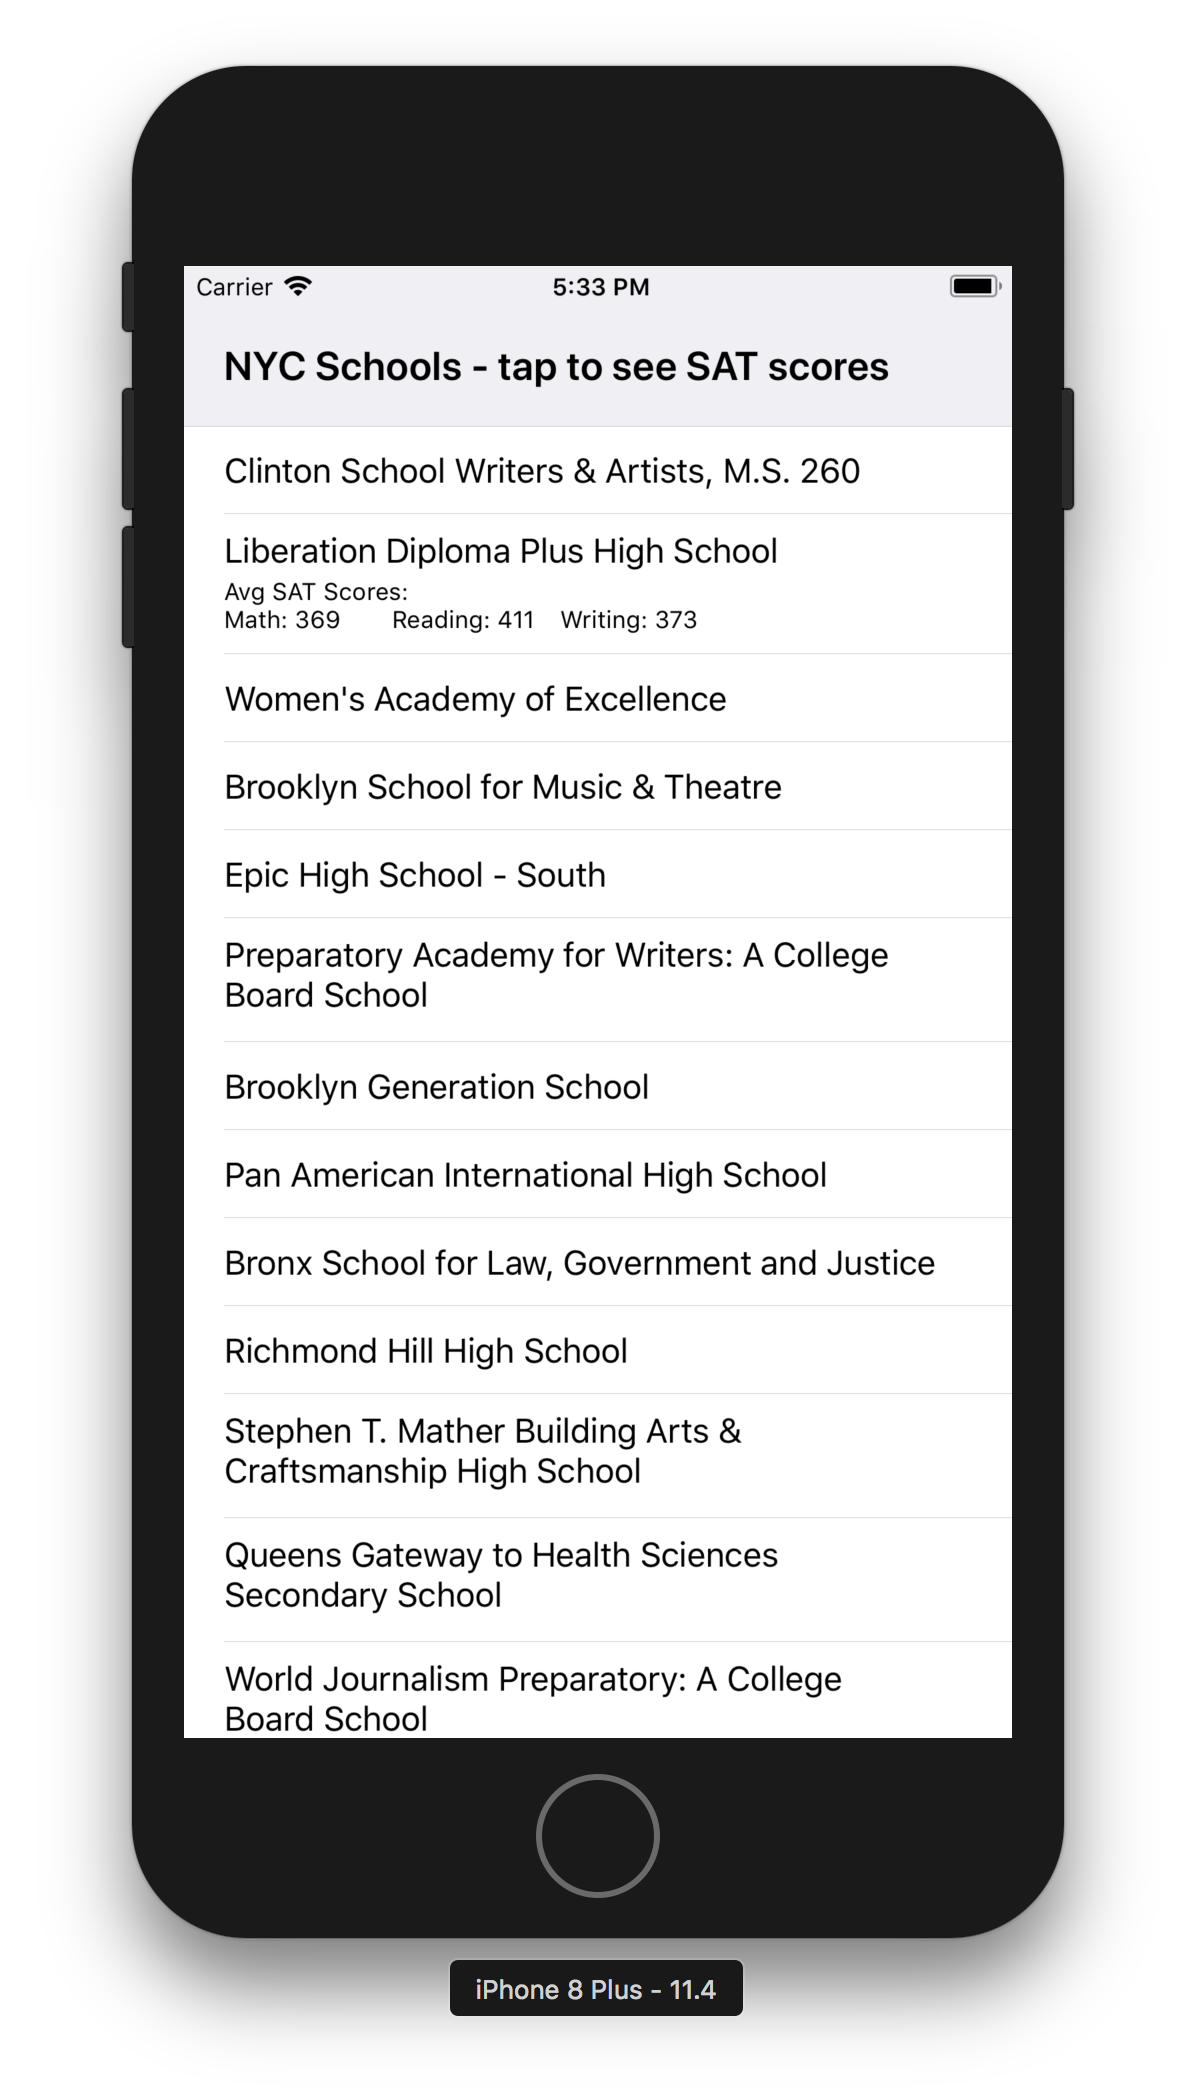 Carrier 5:33 PM
NYC Schools - tap to see SAT scores
Clinton School Writers & Artists, M.S. 260
Liberation Diploma Plus High School
Avg SAT Scores:
Math: 369 Reading: 411 Writing: 373
Women's Academy of Excellence
Brooklyn School for Music & Theatre
Epic High School - South
Preparatory Academy for Writers: A College
Board School
Brooklyn Generation School
Pan American International High School
Bronx School for Law, Government and Justice
Richmond Hill High School
Stephen T. Mather Building Arts &
Craftsmanship High School
Queens Gateway to Health Sciences
Secondary School
World Journalism Preparatory: A College
Board School
iPhone 8 Plus - 11.4